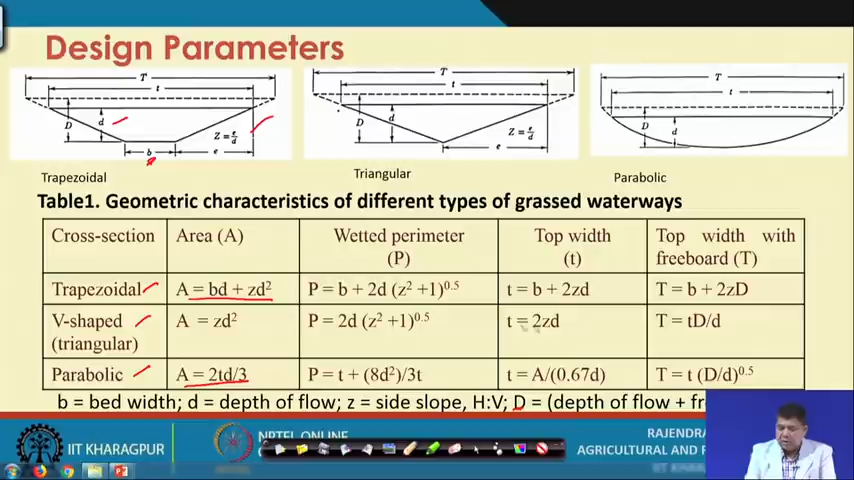 Design Parameters
T
t
D
d
b
e
Z = e/d
Trapezoidal
T
t
D
d
e
Z = e/d
Triangular
T
t
D
d
Parabolic
Table1. Geometric characteristics of different types of grassed waterways
Cross-section Area (A) Wetted perimeter (P) Top width (t) Top width with freeboard (T)
Trapezoidal A = bd + zd² P = b + 2d (z² +1)^0.5 t = b + 2zd T = b + 2zD
V-shaped (triangular) A = zd² P = 2d (z² +1)^0.5 t = 2zd T = tD/d
Parabolic A = 2td/3 P = t + (8d²)/3t t = A/(0.67d) T = t (D/d)^0.5
b = bed width; d = depth of flow; z = side slope, H:V; D = (depth of flow +
IIT KHARAGPUR
NPTEL ONLINE
AGRICULTURAL AND